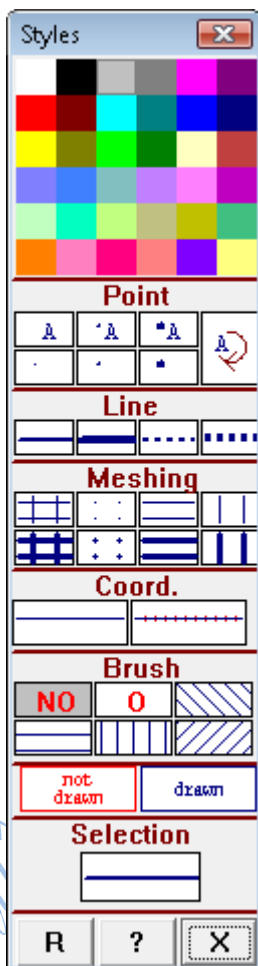 Styles
Point
A 'A ▪A A
Line
Meshing
Coord.
Brush
NO O
not
drawn drawn
Selection
R ? X